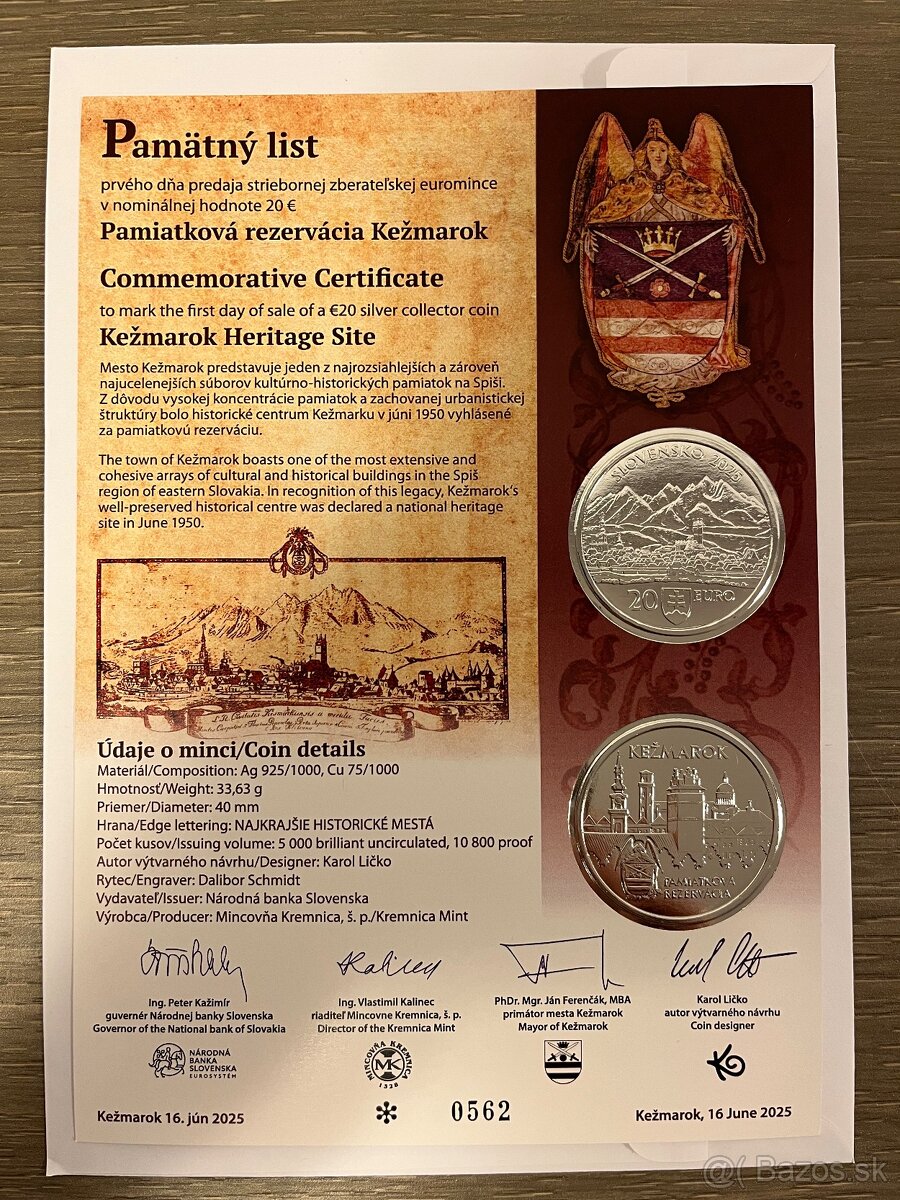 Pamätný list
prvého dňa predaja striebornej zberateľskej euromince
v nominálnej hodnote 20 €
Pamiatková rezervácia Kežmarok
Commemorative Certificate
to mark the first day of sale of a €20 silver collector coin
Kežmarok Heritage Site
Mesto Kežmarok predstavuje jeden z najrozsiahlejších a zároveň
najucelenejších súborov kultúrno-historických pamiatok na Spiši.
Z dôvodu vysokej koncentrácie pamiatok a zachovanej urbanistickej
štruktúry bolo historické centrum Kežmarku v júni 1950 vyhlásené
za pamiatkovú rezerváciu.
The town of Kežmarok boasts one of the most extensive and
cohesive arrays of cultural and historical buildings in the Spiš
region of eastern Slovakia. In recognition of this legacy, Kežmarok's
well-preserved historical centre was declared a national heritage
site in June 1950.
SLOVENSKO 2025
20 EURO
KEŽMAROK
PAMIATKOVÁ
REZERVÁCIA
Údaje o minci/Coin details
Materiál/Composition: Ag 925/1000, Cu 75/1000
Hmotnosť/Weight: 33,63 g
Priemer/Diameter: 40 mm
Hrana/Edge lettering: NAJKRAJŠIE HISTORICKÉ MESTÁ
Počet kusov/Issuing volume: 5 000 brilliant uncirculated, 10 800 proof
Autor výtvarného návrhu/Designer: Karol Ličko
Rytec/Engraver: Dalibor Schmidt
Vydavateľ/Issuer: Národná banka Slovenska
Výrobca/Producer: Mincovňa Kremnica, š. p./Kremnica Mint
Ing. Peter Kažimír
guvernér Národnej banky Slovenska
Governor of the National bank of Slovakia
Ing. Vlastimil Kalinec
riaditeľ Mincovne Kremnica, š. p.
Director of the Kremnica Mint
PhDr. Mgr. Ján Ferenčák, MBA
primátor mesta Kežmarok
Mayor of Kežmarok
Karol Ličko
autor výtvarného návrhu
Coin designer
NÁRODNÁ
BANKA
SLOVENSKA
EUROSYSTÉM
MINCOVŇA KREMNICA
MK
1328
Kežmarok 16. jún 2025
0562
Kežmarok, 16 June 2025
Bazos.sk